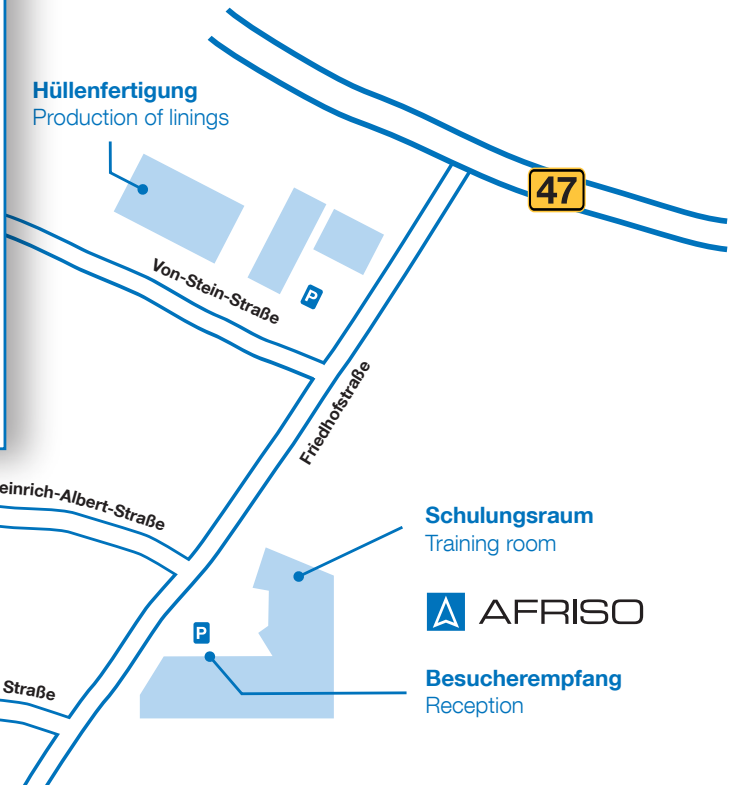 Hüllenfertigung
Production of linings
47
Von-Stein-Straße
P
Friedhofstraße
einrich-Albert-Straße
Schulungsraum
Training room
AFRISO
P
Besucherempfang
Reception
Straße